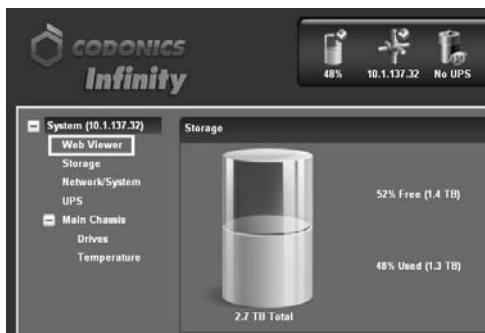 CODONICS
Infinity
48%
10.1.137.32
No UPS
System (10.1.137.32)
Web Viewer
Storage
Network/System
UPS
Main Chassis
Drives
Temperature
Storage
52% Free (1.4 TB)
48% Used (1.3 TB)
2.7 TB Total